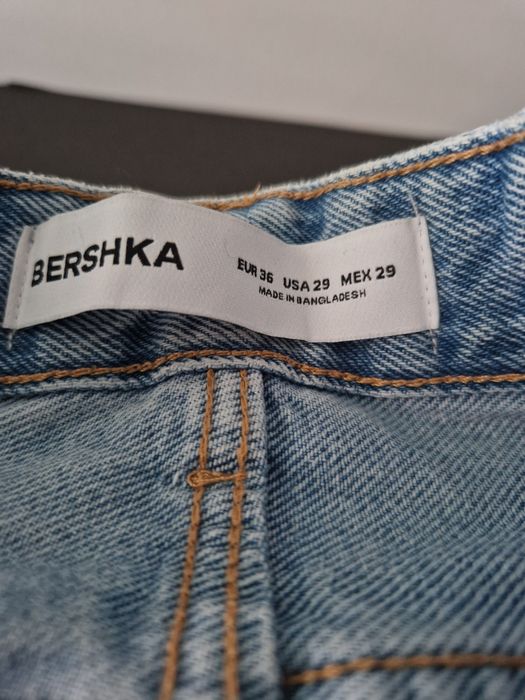 BERSHKA
EUR 36 USA 29 MEX 29
MADE IN BANGLADESH